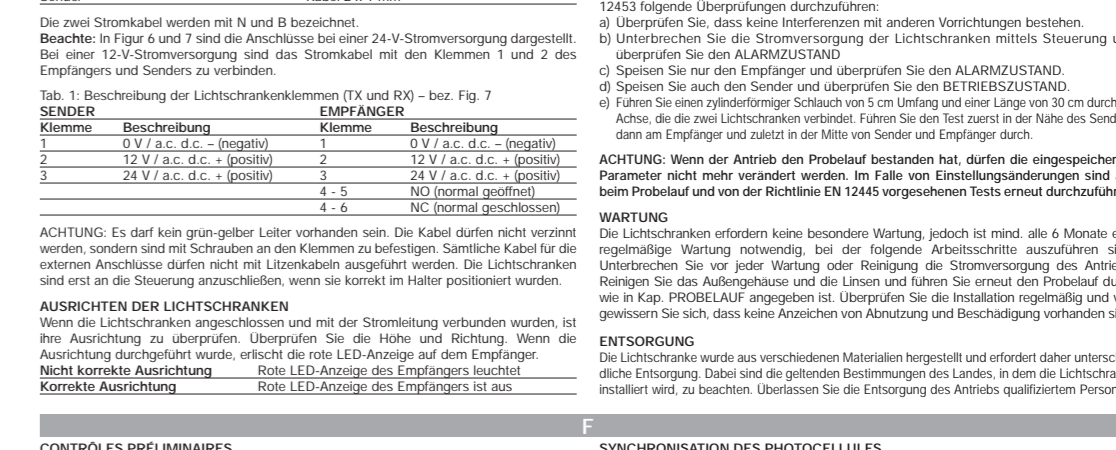 Die zwei Stromkabel werden mit N und B bezeichnet.
Beachte: In Figur 6 und 7 sind die Anschlüsse bei einer 24-V-Stromversorgung dargestellt.
Bei einer 12-V-Stromversorgung sind das Stromkabel mit den Klemmen 1 und 2 des
Empfängers und Senders zu verbinden.
Tab. 1: Beschreibung der Lichtschrankenklemmen (TX und RX) – bez. Fig. 7
SENDER EMPFÄNGER
Klemme Beschreibung Klemme Beschreibung
1 0 V / a.c. d.c. – (negativ) 1 0 V / a.c. d.c. – (negativ)
2 12 V / a.c. d.c. + (positiv) 2 12 V / a.c. d.c. + (positiv)
3 24 V / a.c. d.c. + (positiv) 3 24 V / a.c. d.c. + (positiv)
4 - 5 NO (normal geöffnet)
4 - 6 NC (normal geschlossen)
ACHTUNG: Es darf kein grün-gelber Leiter vorhanden sein. Die Kabel dürfen nicht verzinnt
werden, sondern sind mit Schrauben an den Klemmen zu befestigen. Sämtliche Kabel für die
externen Anschlüsse dürfen nicht mit Litzenkabeln ausgeführt werden. Die Lichtschranken
sind erst an die Steuerung anzuschließen, wenn sie korrekt im Halter positioniert wurden.
AUSRICHTEN DER LICHTSCHRANKEN
Wenn die Lichtschranken angeschlossen und mit der Stromleitung verbunden wurden, ist
ihre Ausrichtung zu überprüfen. Überprüfen Sie die Höhe und Richtung. Wenn die
Ausrichtung durchgeführt wurde, erlischt die rote LED-Anzeige auf dem Empfänger.
Nicht korrekte Ausrichtung Rote LED-Anzeige des Empfängers leuchtet
Korrekte Ausrichtung Rote LED-Anzeige des Empfängers ist aus
12453 folgende Überprüfungen durchzuführen:
a) Überprüfen Sie, dass keine Interferenzen mit anderen Vorrichtungen bestehen.
b) Unterbrechen Sie die Stromversorgung der Lichtschranken mittels Steuerung u
überprüfen Sie den ALARMZUSTAND
c) Speisen Sie nur den Empfänger und überprüfen Sie den ALARMZUSTAND.
d) Speisen Sie auch den Sender und überprüfen Sie den BETRIEBSZUSTAND.
e) Führen Sie einen zylinderförmiger Schlauch von 5 cm Umfang und einer Länge von 30 cm durch
Achse, die die zwei Lichtschranken verbindet. Führen Sie den Test zuerst in der Nähe des Send
dann am Empfänger und zuletzt in der Mitte von Sender und Empfänger durch.
ACHTUNG: Wenn der Antrieb den Probelauf bestanden hat, dürfen die eingespeicher
Parameter nicht mehr verändert werden. Im Falle von Einstellungsänderungen sind a
beim Probelauf und von der Richtlinie EN 12445 vorgesehenen Tests erneut durchzuführ
WARTUNG
Die Lichtschranken erfordern keine besondere Wartung, jedoch ist mind. alle 6 Monate e
regelmäßige Wartung notwendig, bei der folgende Arbeitsschritte auszuführen si
Unterbrechen Sie vor jeder Wartung oder Reinigung die Stromversorgung des Antrie
Reinigen Sie das Außengehäuse und die Linsen und führen Sie erneut den Probelauf du
wie in Kap. PROBELAUF angegeben ist. Überprüfen Sie die Installation regelmäßig und v
gewissern Sie sich, dass keine Anzeichen von Abnutzung und Beschädigung vorhanden si
ENTSORGUNG
Die Lichtschranke wurde aus verschiedenen Materialien hergestellt und erfordert daher untersc
dliche Entsorgung. Dabei sind die geltenden Bestimmungen des Landes, in dem die Lichtschra
installiert wird, zu beachten. Überlassen Sie die Entsorgung des Antriebs qualifiziertem Person
F
CONTRÔLES PRÉLIMINAIRES
SYNCHRONISATION DES PHOTOCELLULES